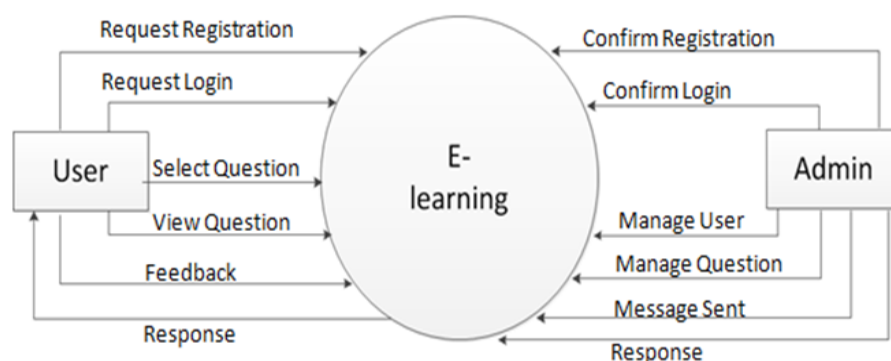 Request Registration
Confirm Registration
Request Login
Confirm Login
User
Select Question
E-
learning
Admin
View Question
Manage User
Feedback
Manage Question
Message Sent
Response
Response